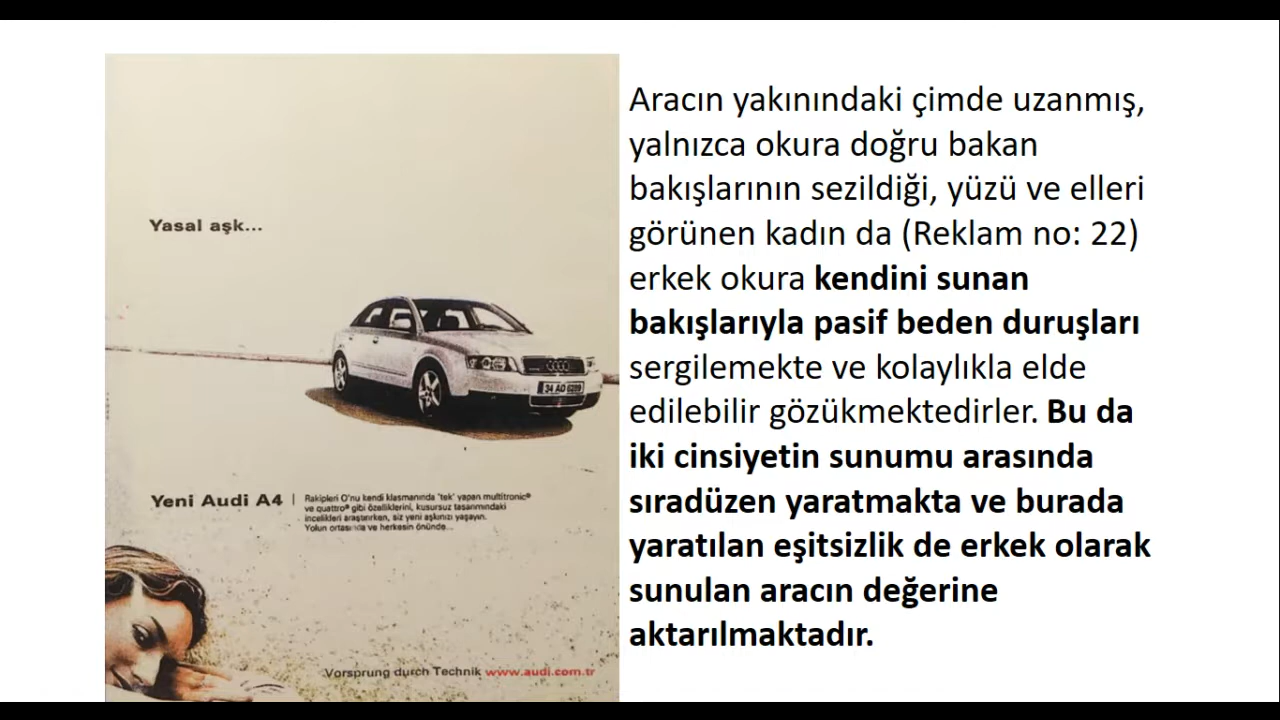 Yasal aşk...
34 AO 6289
Yeni Audi A4 | Rakipleri O'nu kendi klasmanında 'tek' yapan multitronic®
ve quattro® gibi özelliklerini, kusursuz tasarımındaki
incelikleri araştırırken, siz yeni aşkınızı yaşayın.
Yolun ortasında ve herkesin önünde...
Vorsprung durch Technik www.audi.com.tr
Aracın yakınındaki çimde uzanmış,
yalnızca okura doğru bakan
bakışlarının sezildiği, yüzü ve elleri
görünen kadın da (Reklam no: 22)
erkek okura kendini sunan
bakışlarıyla pasif beden duruşları
sergilemekte ve kolaylıkla elde
edilebilir gözükmektedirler. Bu da
iki cinsiyetin sunumu arasında
sıradüzen yaratmakta ve burada
yaratılan eşitsizlik de erkek olarak
sunulan aracın değerine
aktarılmaktadır.